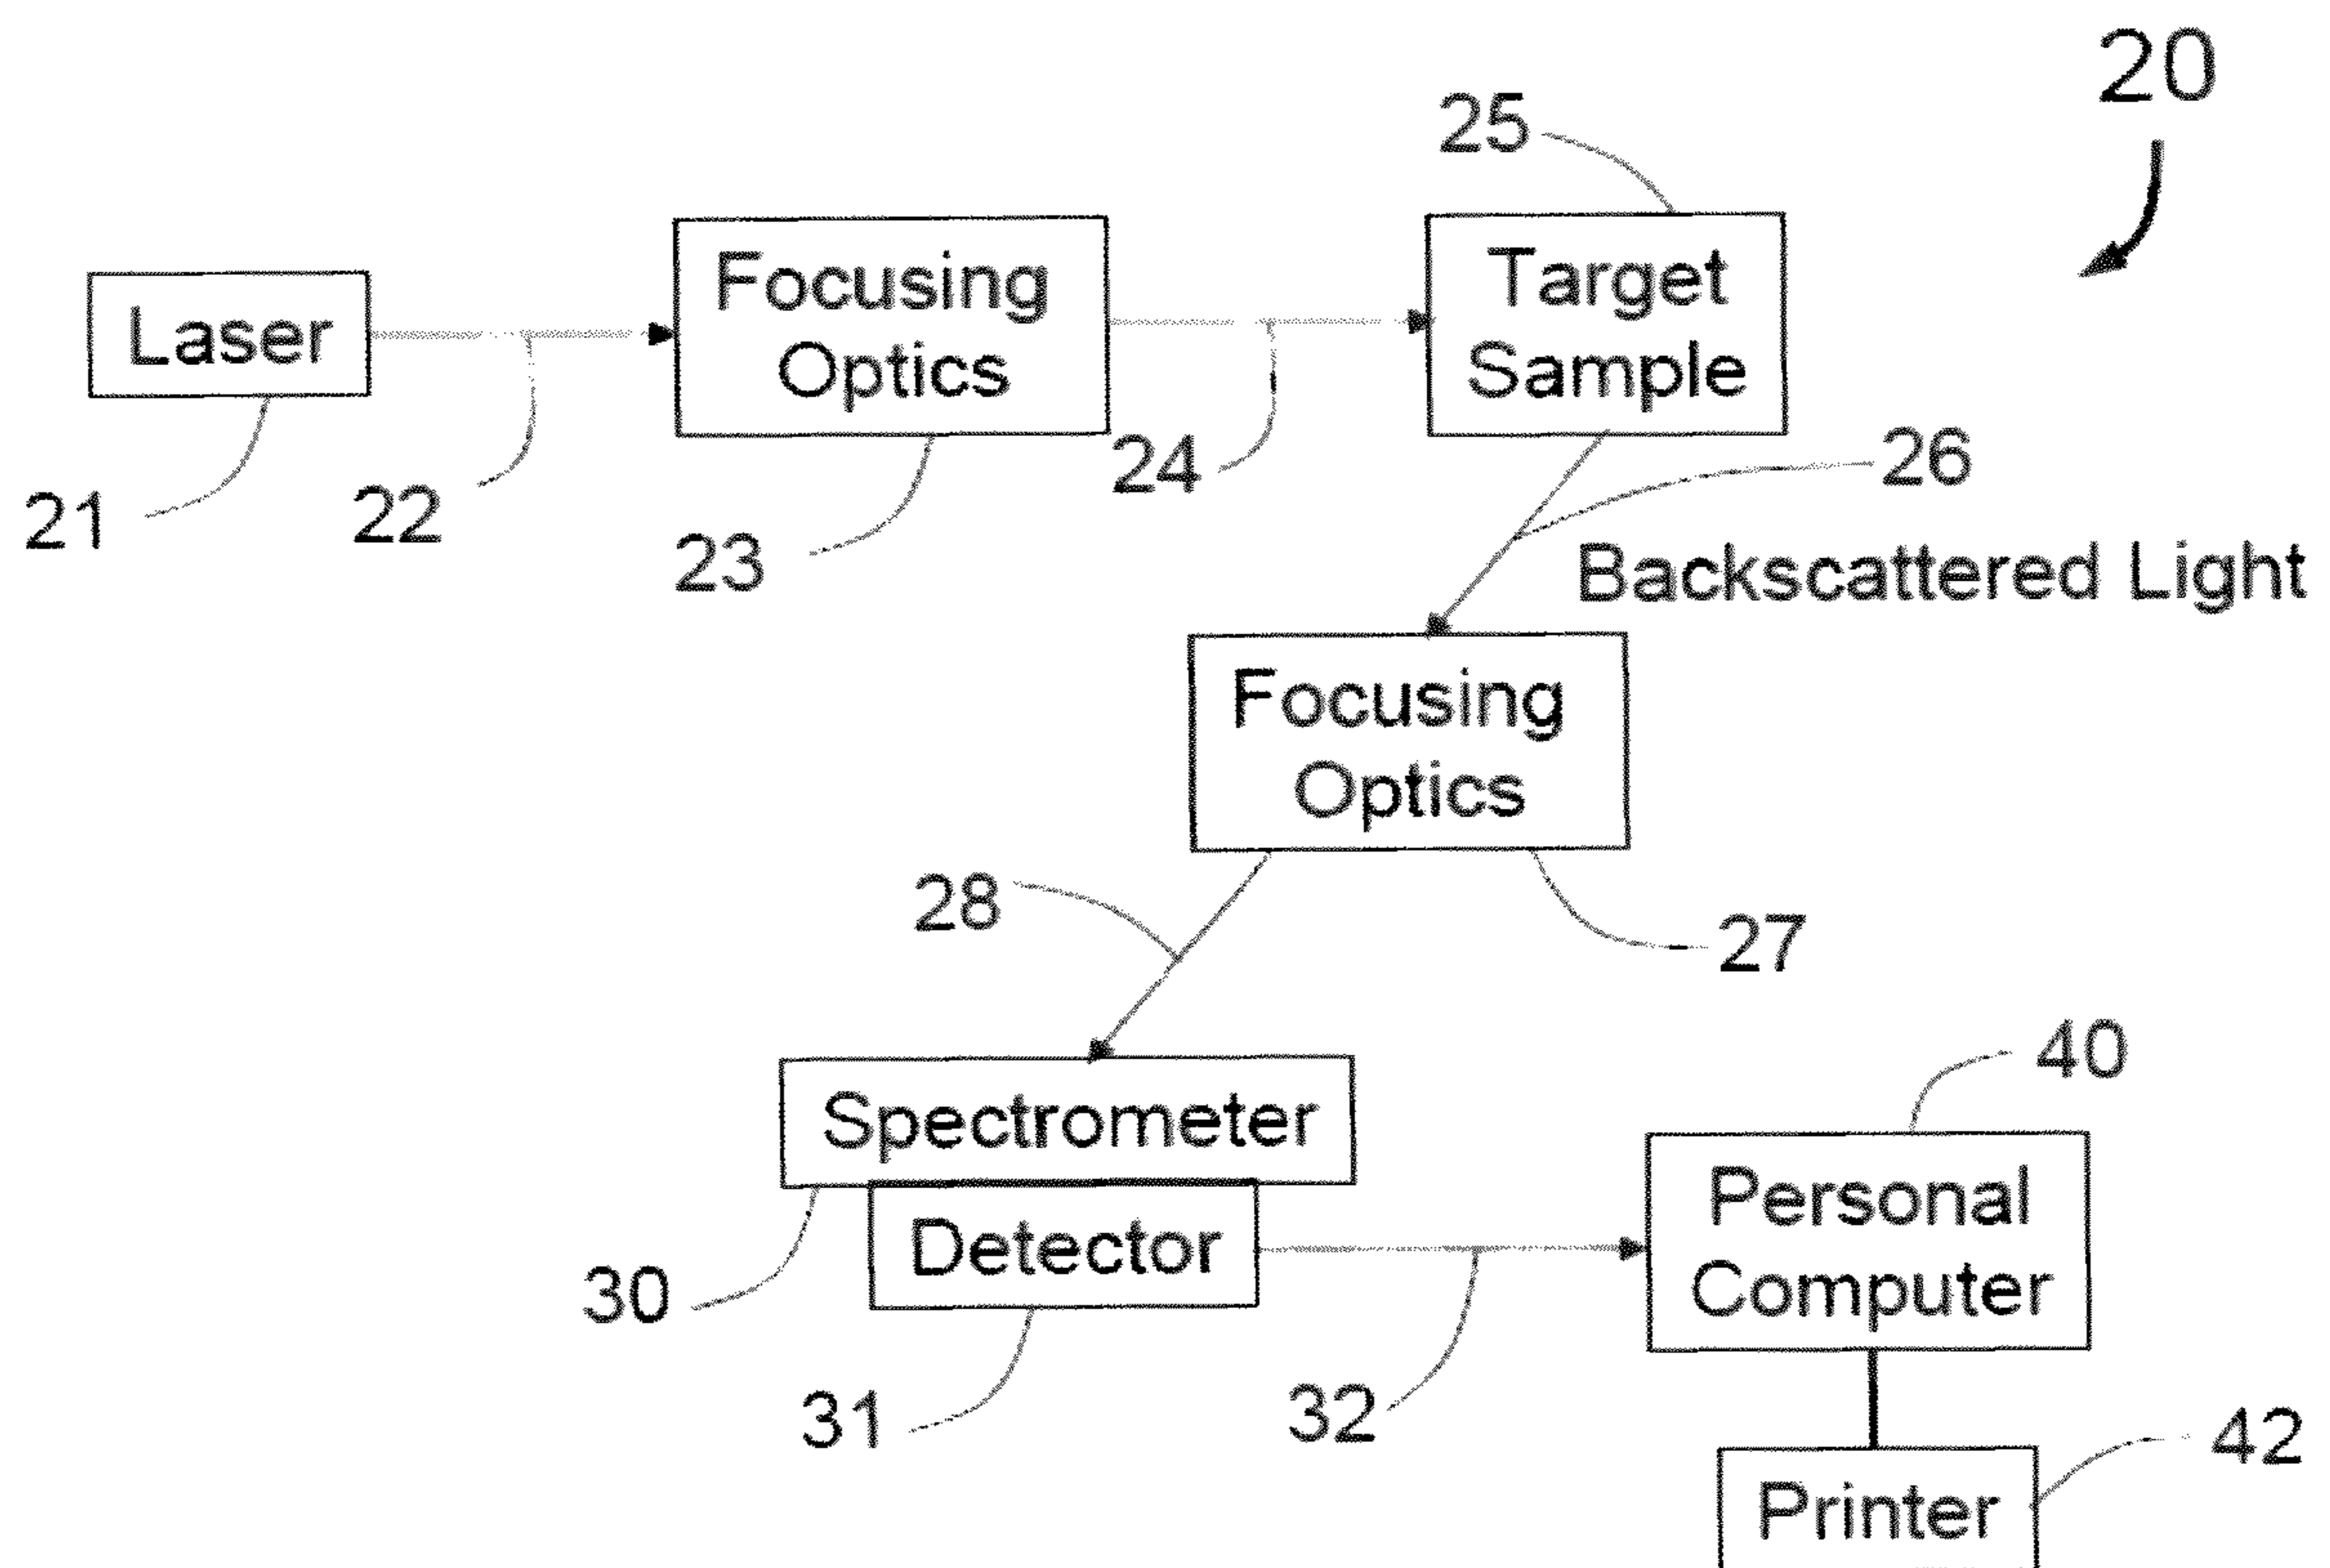 20
25
Laser
Focusing
Optics
Target
Sample
21
22
23
24
26
Backscattered Light
Focusing
Optics
28
27
40
Spectrometer
Detector
Personal
Computer
30
31
32
42
Printer